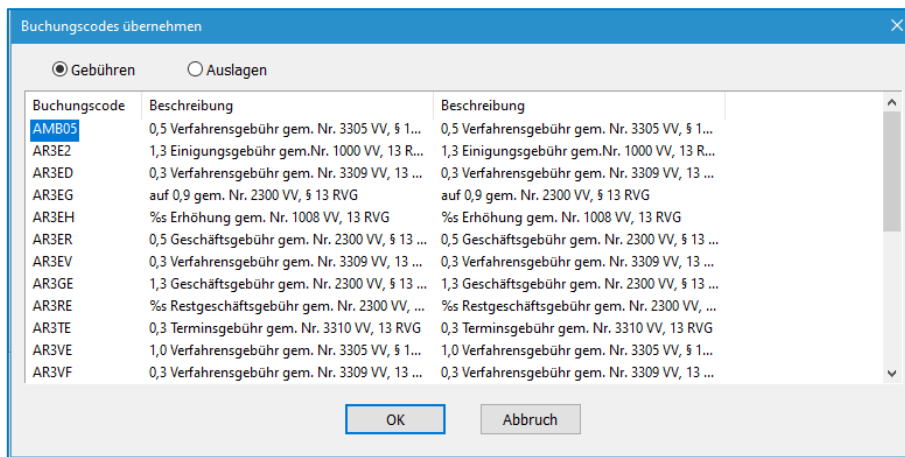 Buchungscodes übernehmen
Gebühren Auslagen
Buchungscode Beschreibung Beschreibung
AMB05 0,5 Verfahrensgebühr gem. Nr. 3305 VV, § 1... 0,5 Verfahrensgebühr gem. Nr. 3305 VV, § 1...
AR3E2 1,3 Einigungsgebühr gem.Nr. 1000 VV, 13 R... 1,3 Einigungsgebühr gem.Nr. 1000 VV, 13 R...
AR3ED 0,3 Verfahrensgebühr gem. Nr. 3309 VV, 13 ... 0,3 Verfahrensgebühr gem. Nr. 3309 VV, 13 ...
AR3EG auf 0,9 gem. Nr. 2300 VV, § 13 RVG auf 0,9 gem. Nr. 2300 VV, § 13 RVG
AR3EH %s Erhöhung gem. Nr. 1008 VV, 13 RVG %s Erhöhung gem. Nr. 1008 VV, 13 RVG
AR3ER 0,5 Geschäftsgebühr gem. Nr. 2300 VV, § 13 ... 0,5 Geschäftsgebühr gem. Nr. 2300 VV, § 13 ...
AR3EV 0,3 Verfahrensgebühr gem. Nr. 3309 VV, 13 ... 0,3 Verfahrensgebühr gem. Nr. 3309 VV, 13 ...
AR3GE 1,3 Geschäftsgebühr gem. Nr. 2300 VV, § 13 ... 1,3 Geschäftsgebühr gem. Nr. 2300 VV, § 13 ...
AR3RE %s Restgeschäftsgebühr gem. Nr. 2300 VV, ... %s Restgeschäftsgebühr gem. Nr. 2300 VV, ...
AR3TE 0,3 Terminsgebühr gem. Nr. 3310 VV, 13 RVG 0,3 Terminsgebühr gem. Nr. 3310 VV, 13 RVG
AR3VE 1,0 Verfahrensgebühr gem. Nr. 3305 VV, § 1... 1,0 Verfahrensgebühr gem. Nr. 3305 VV, § 1...
AR3VF 0,3 Verfahrensgebühr gem. Nr. 3309 VV, 13 ... 0,3 Verfahrensgebühr gem. Nr. 3309 VV, 13 ...
OK Abbruch